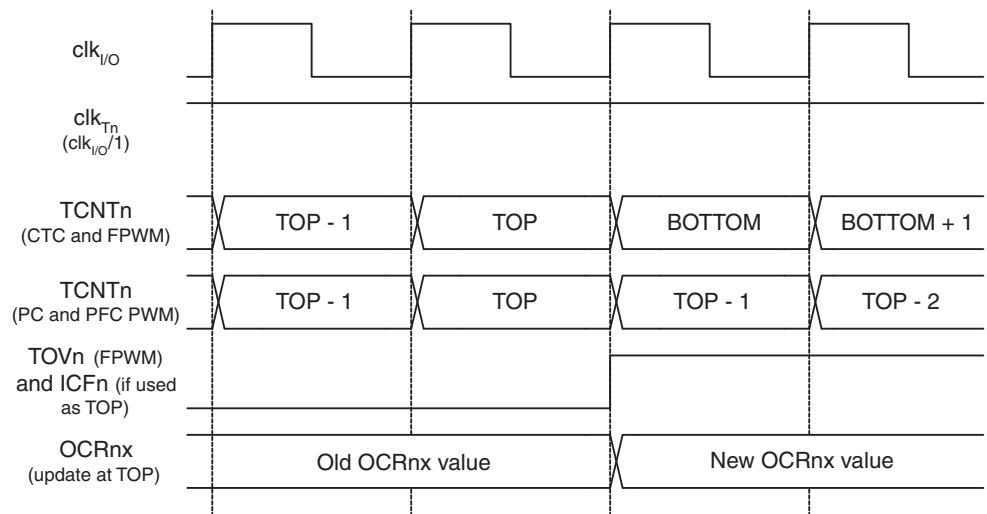 clkI/O
clkTn
(clkI/O/1)
TCNTn
(CTC and FPWM)
TOP - 1
TOP
BOTTOM
BOTTOM + 1
TCNTn
(PC and PFC PWM)
TOP - 1
TOP
TOP - 1
TOP - 2
TOVn (FPWM)
and ICFn (if used
as TOP)
OCRnx
(update at TOP)
Old OCRnx value
New OCRnx value